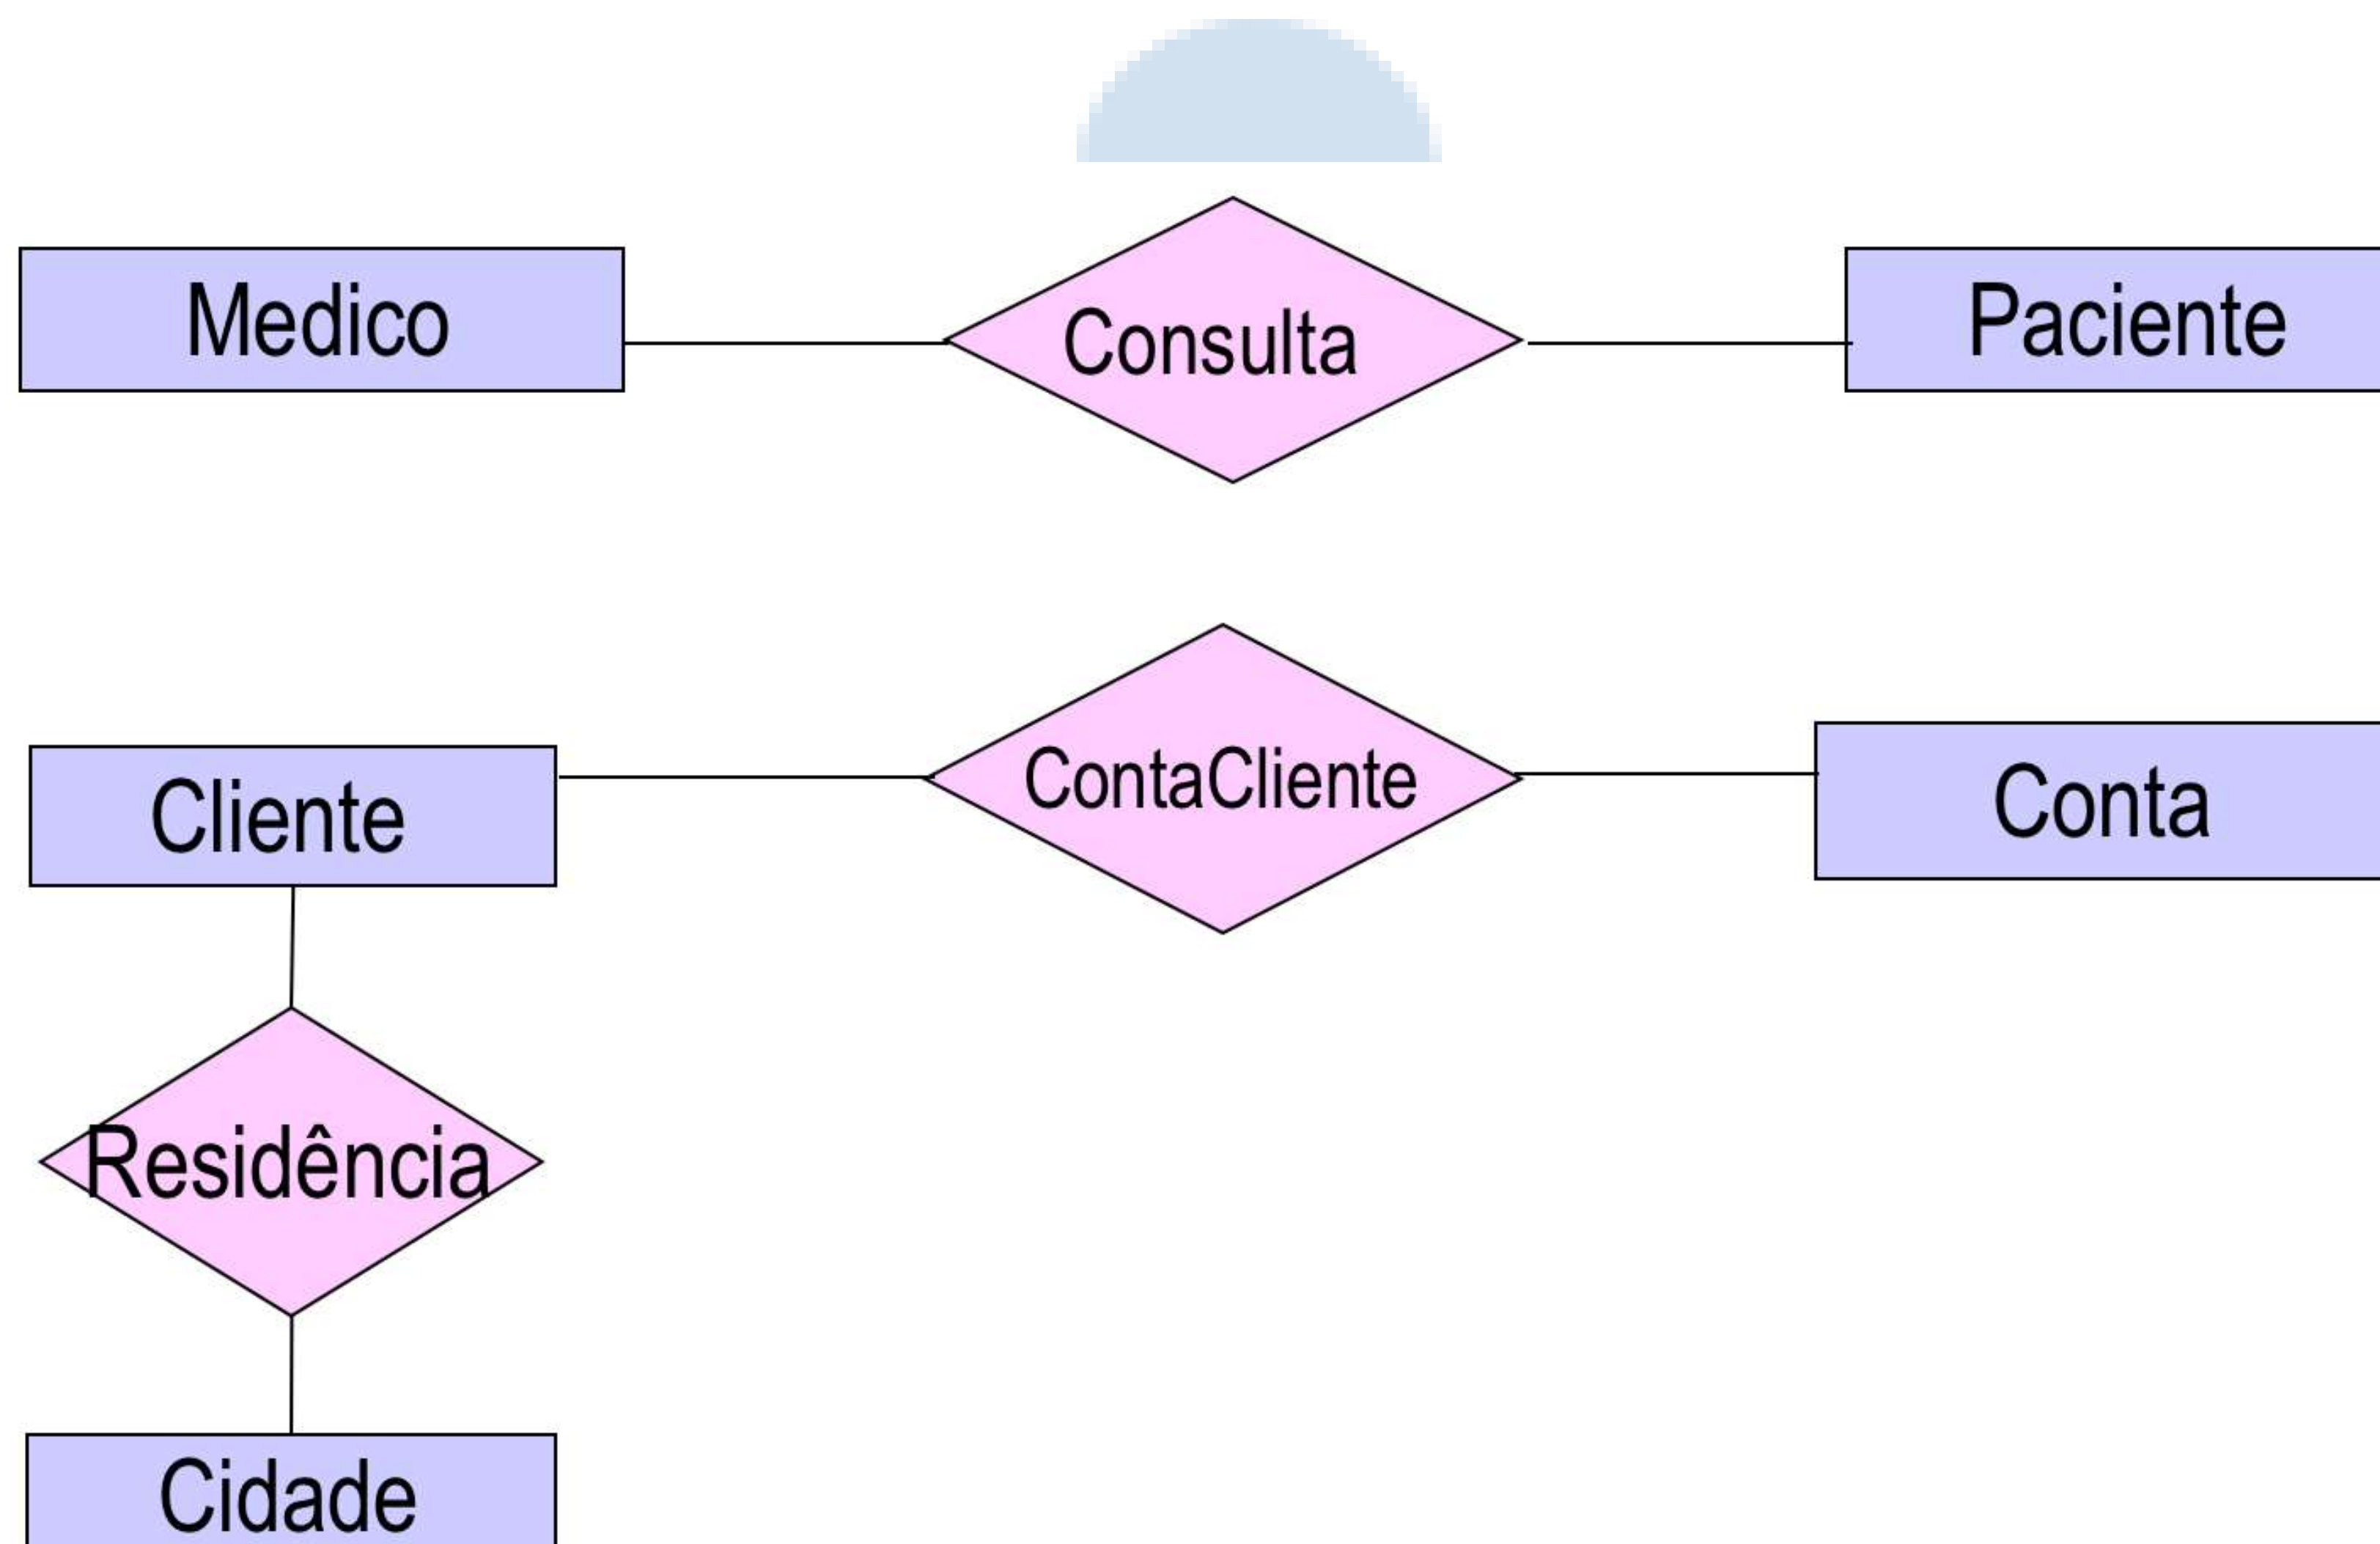 Medico
Consulta
Paciente
Cliente
ContaCliente
Conta
Residência
Cidade